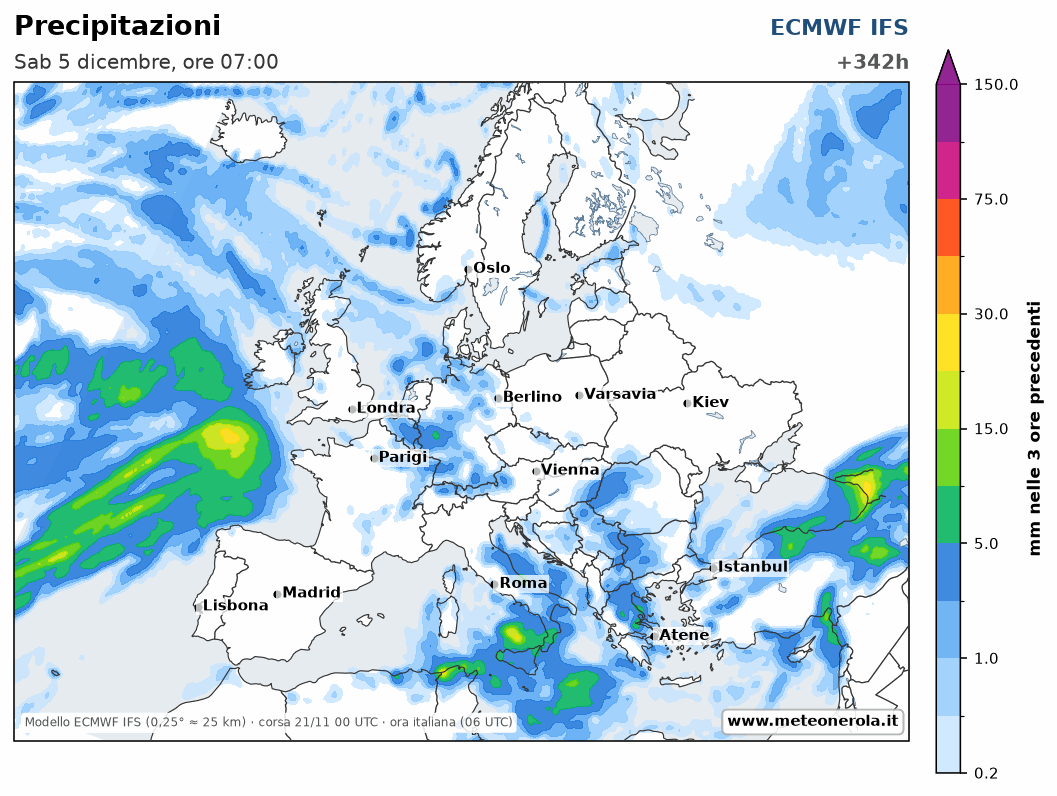 Precipitazioni
ECMWF IFS
Sab 5 dicembre, ore 07:00
+342h
150.0
75.0
30.0
15.0
5.0
1.0
0.2
mm nelle 3 ore precedenti
Oslo
Berlino
Varsavia
Kiev
Londra
Parigi
Vienna
Istanbul
Roma
Madrid
Lisbona
Atene
Modello ECMWF IFS (0,25° ≈ 25 km) · corsa 21/11 00 UTC · ora italiana (06 UTC)
www.meteonerola.it